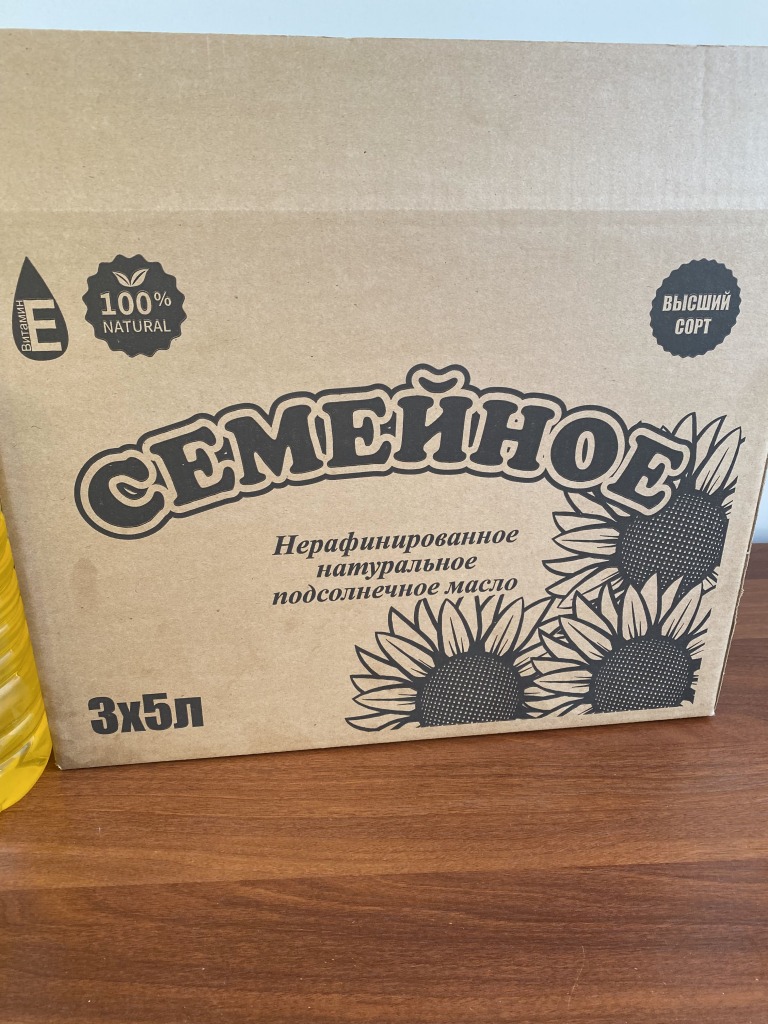 Витамин
E
100%
NATURAL
ВЫСШИЙ
СОРТ
СЕМЕЙНОЕ
Нерафинированное
натуральное
подсолнечное масло
3х5л